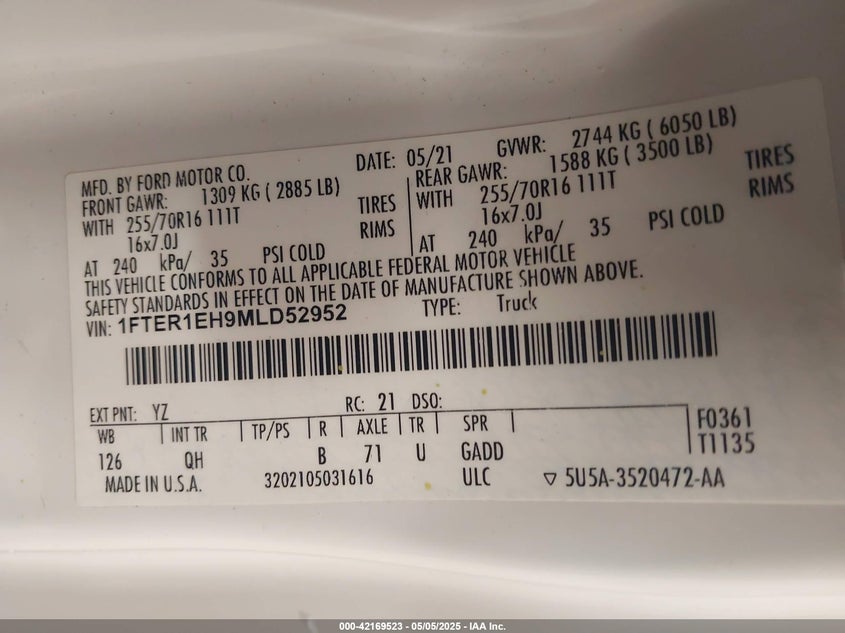 MFD. BY FORD MOTOR CO. DATE: 05/21 GVWR: 2744 KG ( 6050 LB)
FRONT GAWR: 1309 KG ( 2885 LB) REAR GAWR: 1588 KG ( 3500 LB)
WITH 255/70R16 111T TIRES WITH 255/70R16 111T TIRES
16x7.0J RIMS 16x7.0J RIMS
AT 240 kPa/ 35 PSI COLD AT 240 kPa/ 35 PSI COLD
THIS VEHICLE CONFORMS TO ALL APPLICABLE FEDERAL MOTOR VEHICLE
SAFETY STANDARDS IN EFFECT ON THE DATE OF MANUFACTURE SHOWN ABOVE.
VIN: 1FTER1EH9MLD52952 TYPE: Truck
EXT PNT: YZ RC: 21 DSO:
WB INT TR TP/PS R AXLE TR SPR F0361
126 QH B 71 U GADD T1135
MADE IN U.S.A. 3202105031616 ULC ▽ 5U5A-3520472-AA
000-42169523 - 05/05/2025 - IAA Inc.